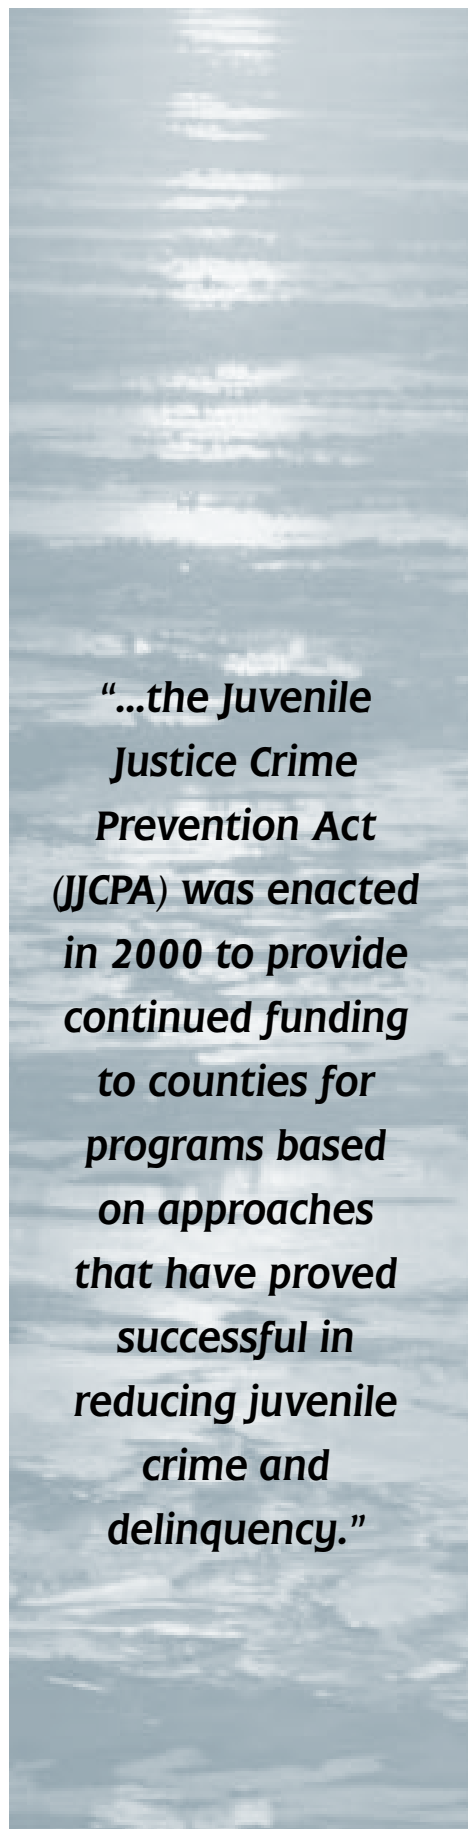 “...the Juvenile
Justice Crime
Prevention Act
(JJCPA) was enacted
in 2000 to provide
continued funding
to counties for
programs based
on approaches
that have proved
successful in
reducing juvenile
crime and
delinquency.”